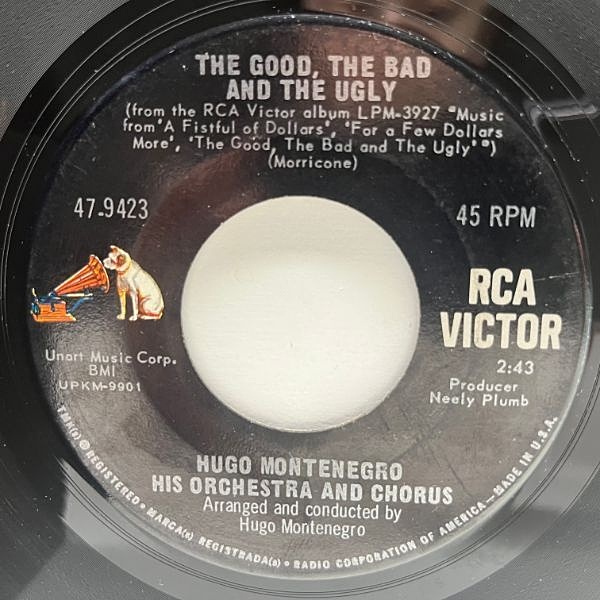 THE GOOD, THE BAD
AND THE UGLY
(from the RCA Victor album LPM-3927 "Music
from 'A Fistful of Dollars', 'For a Few Dollars
More', 'The Good, The Bad and The Ugly'")
(Morricone)
47-9423
45 RPM
RCA
VICTOR
Unart Music Corp.
BMI
UPKM-9901
2:43
Producer
Neely Plumb
HUGO MONTENEGRO
HIS ORCHESTRA AND CHORUS
Arranged and conducted by
Hugo Montenegro
TMK(s) ® REGISTERED • MARCA(s) REGISTRADA(s) • RADIO CORPORATION OF AMERICA—MADE IN U.S.A.